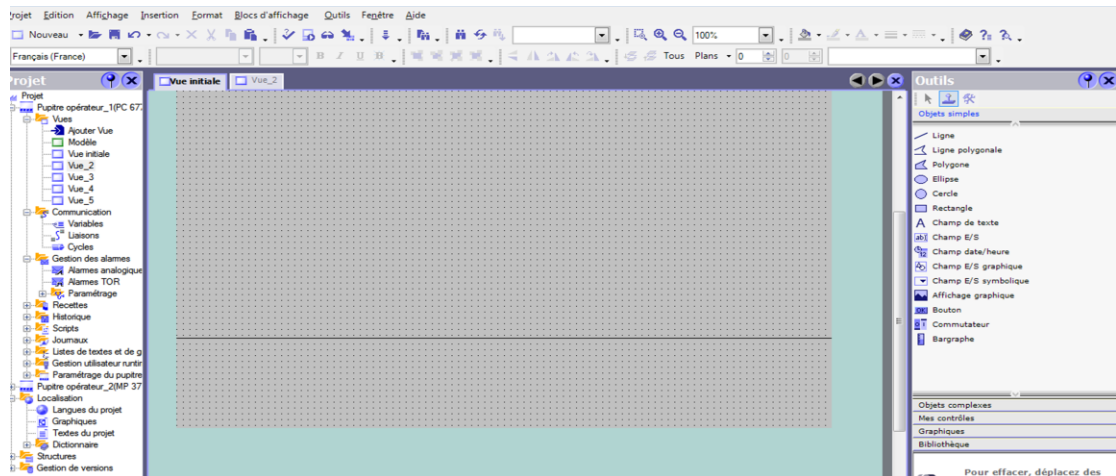 rojet Edition Affichage Insertion Format Blocs d'affichage Outils Fenêtre Aide
Nouveau
100%
Français (France) B I U B Tous Plans 0 0
Projet
Projet
Pupitre opérateur_1(PC 677
Vues
Ajouter Vue
Modèle
Vue initiale
Vue_2
Vue_3
Vue_4
Vue_5
Communication
Variables
Liaisons
Cycles
Gestion des alarmes
Alarmes analogique
Alarmes TOR
Paramétrage
Recettes
Historique
Scripts
Journaux
Listes de textes et de g
Gestion utilisateur runtir
Paramétrage du pupitre
Pupitre opérateur_2(MP 37
Localisation
Langues du projet
Graphiques
Textes du projet
Dictionnaire
Structures
Gestion de versions
Vue initiale Vue_2
Outils
Objets simples
Ligne
Ligne polygonale
Polygone
Ellipse
Cercle
Rectangle
Champ de texte
Champ E/S
Champ date/heure
Champ E/S graphique
Champ E/S symbolique
Affichage graphique
Bouton
Commutateur
Bargraphe
Objets complexes
Mes contrôles
Graphiques
Bibliothèque
Pour effacer, déplacez des